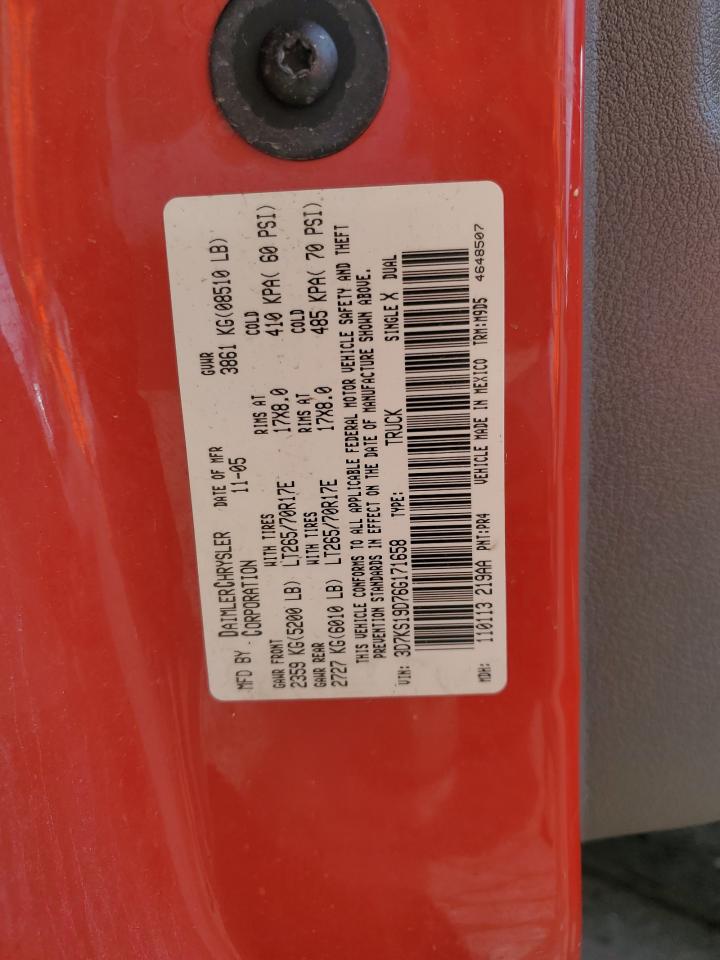 MFD BY · DAIMLERCHRYSLER CORPORATION
DATE OF MFR 11-05
GVWR 3861 KG(08510 LB)
GAWR FRONT WITH TIRES RIMS AT COLD
2359 KG(5200 LB) LT265/70R17E 17X8.0 410 KPA( 60 PSI)
GAWR REAR WITH TIRES RIMS AT COLD
2727 KG(6010 LB) LT265/70R17E 17X8.0 485 KPA( 70 PSI)
THIS VEHICLE CONFORMS TO ALL APPLICABLE FEDERAL MOTOR VEHICLE SAFETY AND THEFT
PREVENTION STANDARDS IN EFFECT ON THE DATE OF MANUFACTURE SHOWN ABOVE.
VIN: 3D7KS19D76G171658 TYPE: TRUCK SINGLE X DUAL
MDH: 110113 219AA PNT:PR4 VEHICLE MADE IN MEXICO TRM:M9D5 4648507